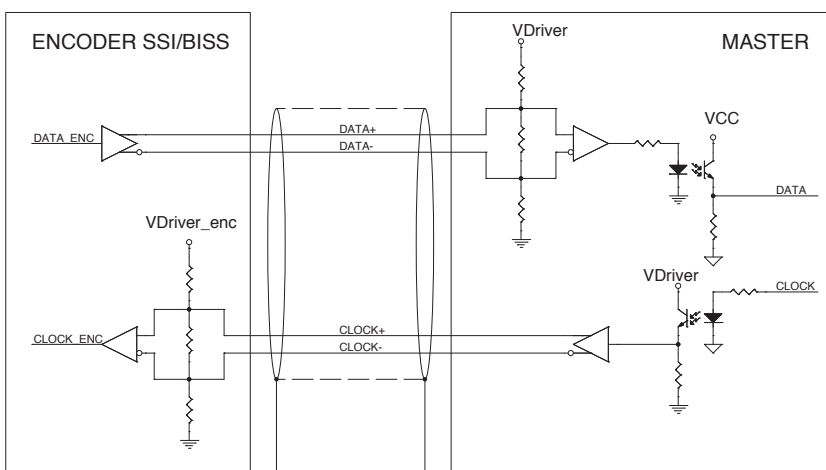 ENCODER SSI/BISS
VDriver
MASTER
DATA_ENC
DATA+
DATA-
VCC
DATA
VDriver_enc
VDriver
CLOCK
CLOCK_ENC
CLOCK+
CLOCK-